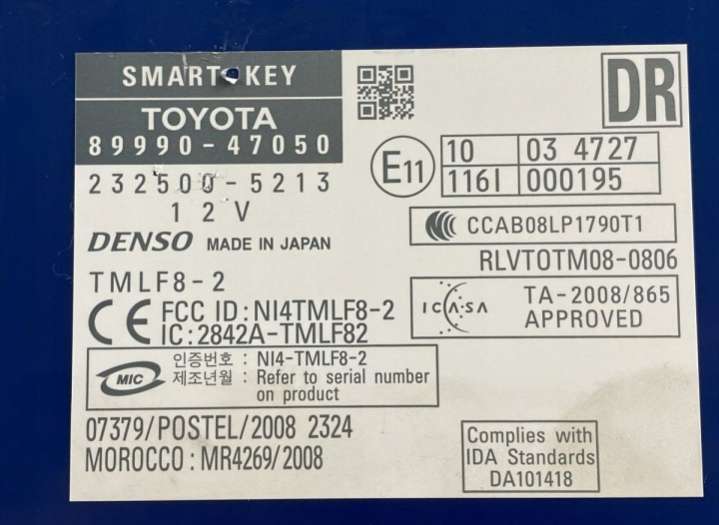 SMART KEY
TOYOTA
89990-47050
232500-5213
12V
DENSO MADE IN JAPAN
TMLF8-2
CE FCC ID:NI4TMLF8-2
IC:2842A-TMLF82
MIC 인증번호 : NI4-TMLF8-2
제조년월 : Refer to serial number
on product
07379/POSTEL/2008 2324
MOROCCO:MR4269/2008
DR
E11 10 03 4727
116I 000195
CCAB08LP1790T1
RLVTOTM08-0806
ICASA TA-2008/865
APPROVED
Complies with
IDA Standards
DA101418